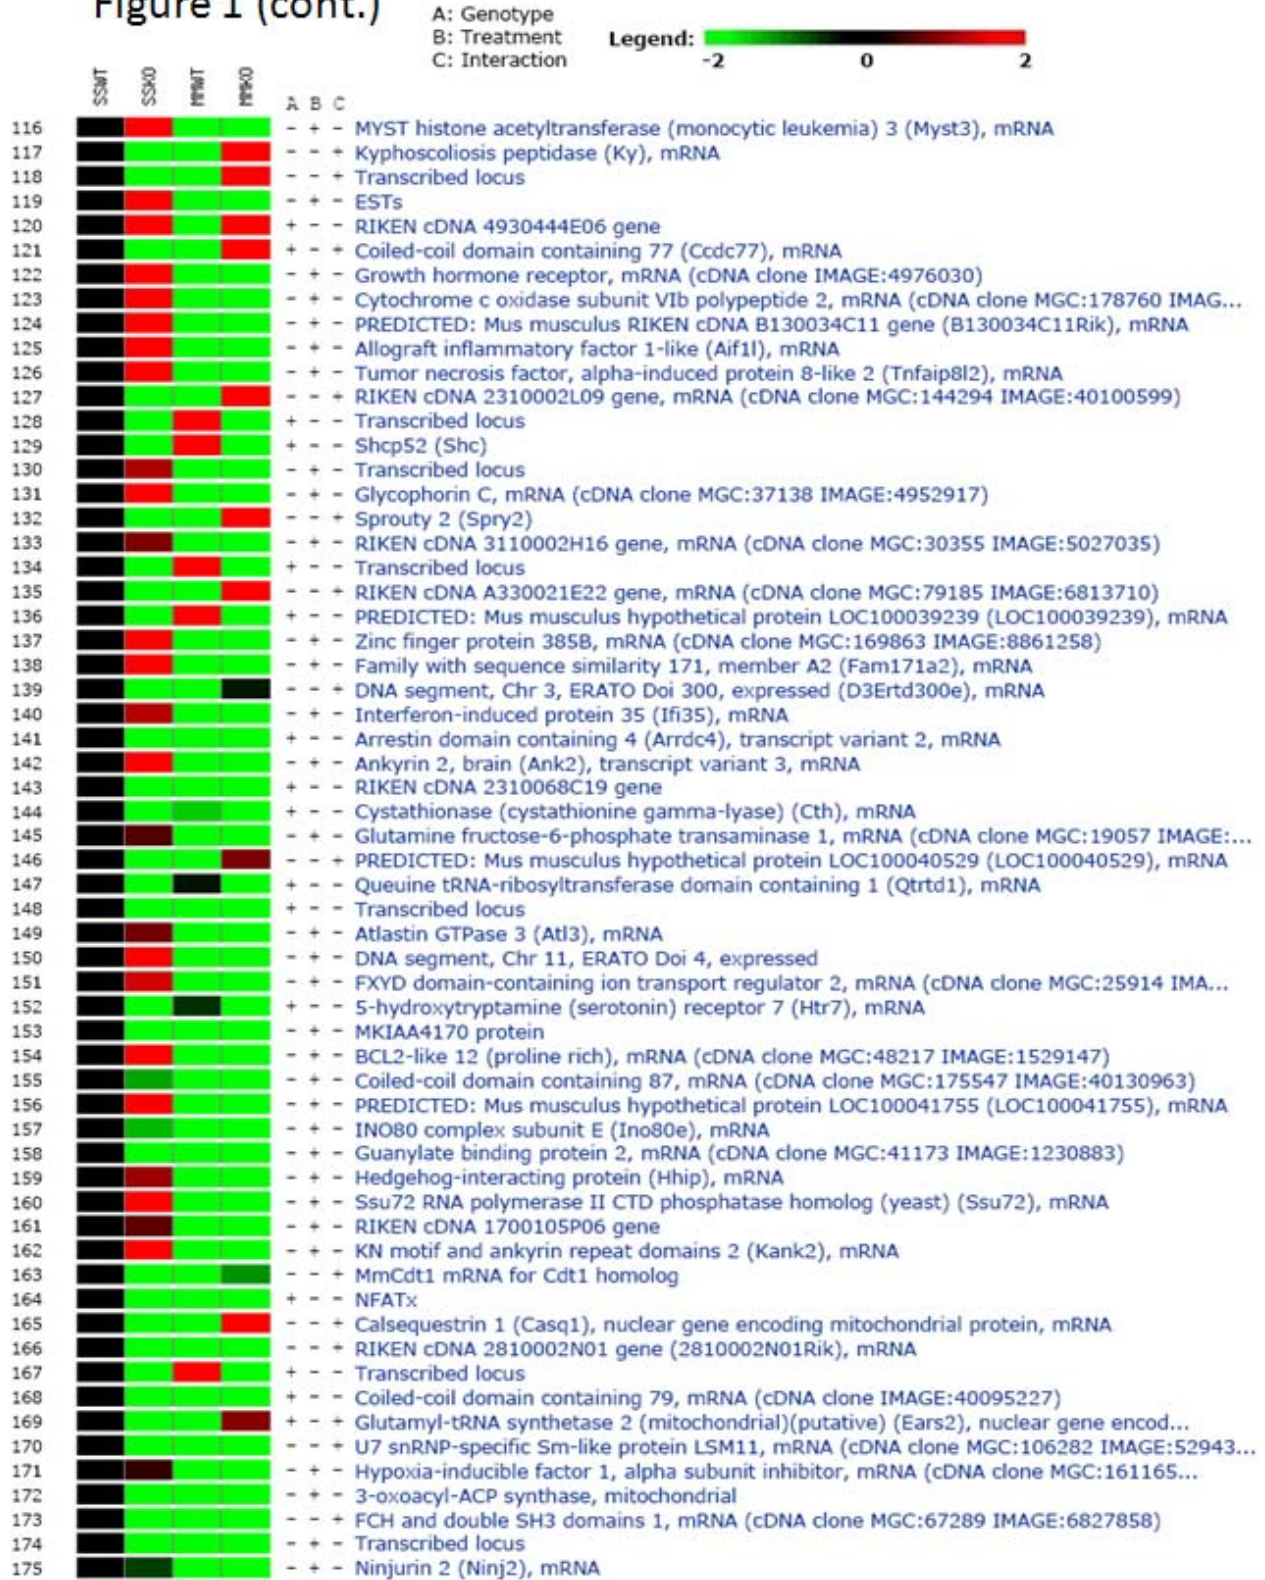 Figure 1 (cont.)
A: Genotype
B: Treatment
C: Interaction
Legend:
-2 0 2
SSWT SSKO MMWT MMKO A B C
116 - + - MYST histone acetyltransferase (monocytic leukemia) 3 (Myst3), mRNA
117 - - + Kyphoscoliosis peptidase (Ky), mRNA
118 - - + Transcribed locus
119 - + - ESTs
120 + - - RIKEN cDNA 4930444E06 gene
121 + - + Coiled-coil domain containing 77 (Ccdc77), mRNA
122 - + - Growth hormone receptor, mRNA (cDNA clone IMAGE:4976030)
123 - + - Cytochrome c oxidase subunit VIb polypeptide 2, mRNA (cDNA clone MGC:178760 IMAG...
124 - + - PREDICTED: Mus musculus RIKEN cDNA B130034C11 gene (B130034C11Rik), mRNA
125 - + - Allograft inflammatory factor 1-like (Aif1l), mRNA
126 - + - Tumor necrosis factor, alpha-induced protein 8-like 2 (Tnfaip8l2), mRNA
127 - - + RIKEN cDNA 2310002L09 gene, mRNA (cDNA clone MGC:144294 IMAGE:40100599)
128 + - - Transcribed locus
129 + - - Shcp52 (Shc)
130 - + - Transcribed locus
131 - + - Glycophorin C, mRNA (cDNA clone MGC:37138 IMAGE:4952917)
132 - - + Sprouty 2 (Spry2)
133 - + - RIKEN cDNA 3110002H16 gene, mRNA (cDNA clone MGC:30355 IMAGE:5027035)
134 + - - Transcribed locus
135 - - + RIKEN cDNA A330021E22 gene, mRNA (cDNA clone MGC:79185 IMAGE:6813710)
136 + - - PREDICTED: Mus musculus hypothetical protein LOC100039239 (LOC100039239), mRNA
137 - + - Zinc finger protein 385B, mRNA (cDNA clone MGC:169863 IMAGE:8861258)
138 - + - Family with sequence similarity 171, member A2 (Fam171a2), mRNA
139 - - + DNA segment, Chr 3, ERATO Doi 300, expressed (D3Ertd300e), mRNA
140 - + - Interferon-induced protein 35 (Ifi35), mRNA
141 + - - Arrestin domain containing 4 (Arrdc4), transcript variant 2, mRNA
142 - + - Ankyrin 2, brain (Ank2), transcript variant 3, mRNA
143 + - - RIKEN cDNA 2310068C19 gene
144 + - - Cystathionase (cystathionine gamma-lyase) (Cth), mRNA
145 - + - Glutamine fructose-6-phosphate transaminase 1, mRNA (cDNA clone MGC:19057 IMAGE:...
146 - - + PREDICTED: Mus musculus hypothetical protein LOC100040529 (LOC100040529), mRNA
147 + - - Queuine tRNA-ribosyltransferase domain containing 1 (Qtrtd1), mRNA
148 + - - Transcribed locus
149 - + - Atlastin GTPase 3 (Atl3), mRNA
150 - + - DNA segment, Chr 11, ERATO Doi 4, expressed
151 - + - FXYD domain-containing ion transport regulator 2, mRNA (cDNA clone MGC:25914 IMA...
152 + - - 5-hydroxytryptamine (serotonin) receptor 7 (Htr7), mRNA
153 - + - MKIAA4170 protein
154 - + - BCL2-like 12 (proline rich), mRNA (cDNA clone MGC:48217 IMAGE:1529147)
155 - + - Coiled-coil domain containing 87, mRNA (cDNA clone MGC:175547 IMAGE:40130963)
156 - + - PREDICTED: Mus musculus hypothetical protein LOC100041755 (LOC100041755), mRNA
157 - + - INO80 complex subunit E (Ino80e), mRNA
158 - + - Guanylate binding protein 2, mRNA (cDNA clone MGC:41173 IMAGE:1230883)
159 - + - Hedgehog-interacting protein (Hhip), mRNA
160 - + - Ssu72 RNA polymerase II CTD phosphatase homolog (yeast) (Ssu72), mRNA
161 - + - RIKEN cDNA 1700105P06 gene
162 - + - KN motif and ankyrin repeat domains 2 (Kank2), mRNA
163 - - + MmCdt1 mRNA for Cdt1 homolog
164 + - - NFATx
165 - - + Calsequestrin 1 (Casq1), nuclear gene encoding mitochondrial protein, mRNA
166 - - + RIKEN cDNA 2810002N01 gene (2810002N01Rik), mRNA
167 + - - Transcribed locus
168 + - - Coiled-coil domain containing 79, mRNA (cDNA clone IMAGE:40095227)
169 + - + Glutamyl-tRNA synthetase 2 (mitochondrial)(putative) (Ears2), nuclear gene encod...
170 - - + U7 snRNP-specific Sm-like protein LSM11, mRNA (cDNA clone MGC:106282 IMAGE:52943...
171 - + - Hypoxia-inducible factor 1, alpha subunit inhibitor, mRNA (cDNA clone MGC:161165...
172 - + - 3-oxoacyl-ACP synthase, mitochondrial
173 - - + FCH and double SH3 domains 1, mRNA (cDNA clone MGC:67289 IMAGE:6827858)
174 - + - Transcribed locus
175 - + - Ninjurin 2 (Ninj2), mRNA